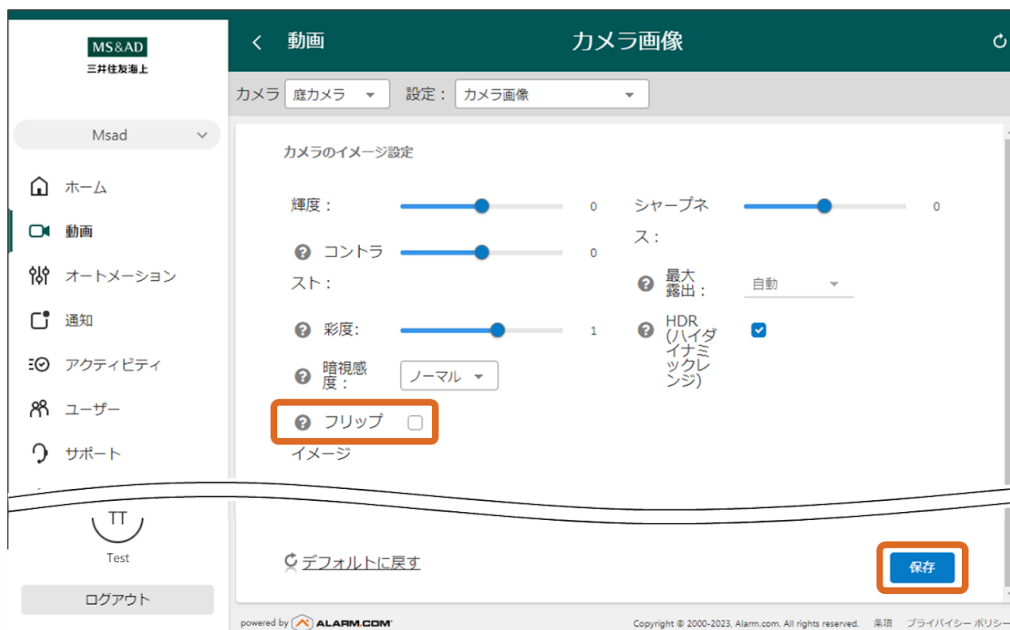 MS&AD
三井住友海上
動画
カメラ画像
カメラ 庭カメラ 設定： カメラ画像
Msad
ホーム
動画
オートメーション
通知
アクティビティ
ユーザー
サポート
TT
Test
ログアウト
カメラのイメージ設定
輝度： 0
? コントラ 0
スト：
? 彩度: 1
? 暗視感
度： ノーマル
? フリップ
イメージ
シャープネ 0
ス：
? 最大
露出： 自動
? HDR
(ハイダ
イナミ
ックレ
ンジ)
デフォルトに戻す
保存
powered by ALARM.COM
Copyright © 2000-2023, Alarm.com. All rights reserved. 条項 プライバシー ポリシー